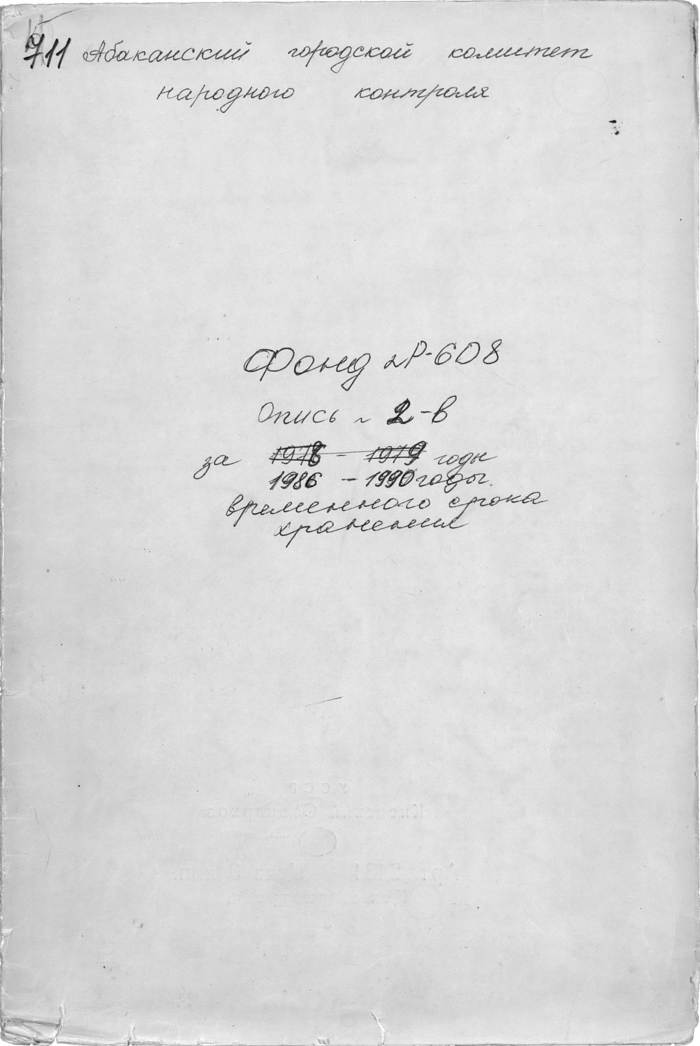 711 Абаканский городской комитет
народного контроля
Фонд №Р-608
Опись № 2-в
за 1978 - 1979 годы
1986 - 1990 годы.
временного срока
хранения